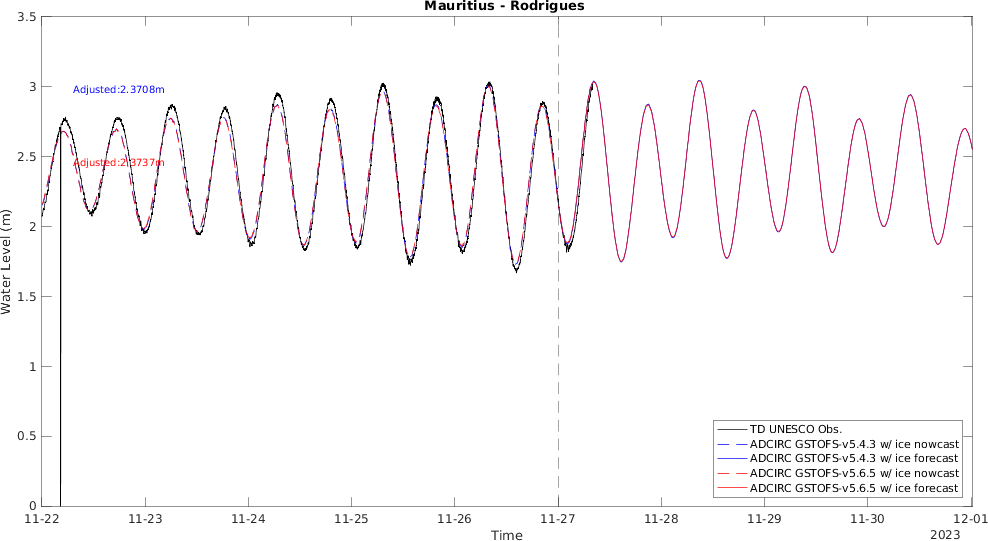 Mauritius - Rodrigues
3.5
3
2.5
2
1.5
1
0.5
0
Water Level (m)
Adjusted:2.3708m
Adjusted:2.3737m
TD UNESCO Obs.
ADCIRC GSTOFS-v5.4.3 w/ ice nowcast
ADCIRC GSTOFS-v5.4.3 w/ ice forecast
ADCIRC GSTOFS-v5.6.5 w/ ice nowcast
ADCIRC GSTOFS-v5.6.5 w/ ice forecast
11-22 11-23 11-24 11-25 11-26 11-27 11-28 11-29 11-30 12-01
Time
2023